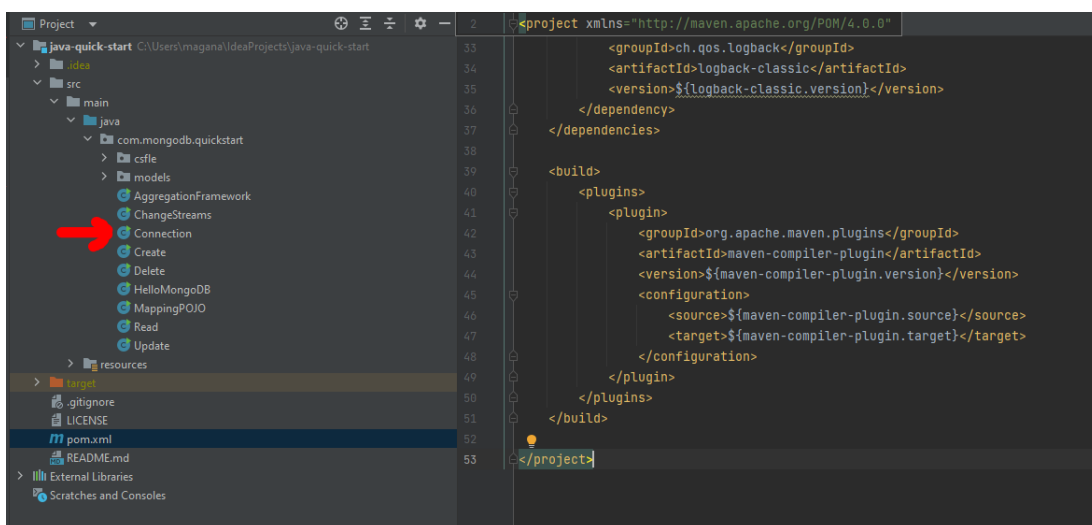 Project
java-quick-start C:\Users\magana\IdeaProjects\java-quick-start
.idea
src
main
java
com.mongodb.quickstart
csfle
models
AggregationFramework
ChangeStreams
Connection
Create
Delete
HelloMongoDB
MappingPOJO
Read
Update
resources
target
.gitignore
LICENSE
pom.xml
README.md
External Libraries
Scratches and Consoles
2 <project xmlns="http://maven.apache.org/POM/4.0.0"
33 <groupId>ch.qos.logback</groupId>
34 <artifactId>logback-classic</artifactId>
35 <version>${logback-classic.version}</version>
36 </dependency>
37 </dependencies>
38
39 <build>
40 <plugins>
41 <plugin>
42 <groupId>org.apache.maven.plugins</groupId>
43 <artifactId>maven-compiler-plugin</artifactId>
44 <version>${maven-compiler-plugin.version}</version>
45 <configuration>
46 <source>${maven-compiler-plugin.source}</source>
47 <target>${maven-compiler-plugin.target}</target>
48 </configuration>
49 </plugin>
50 </plugins>
51 </build>
52
53 </project>